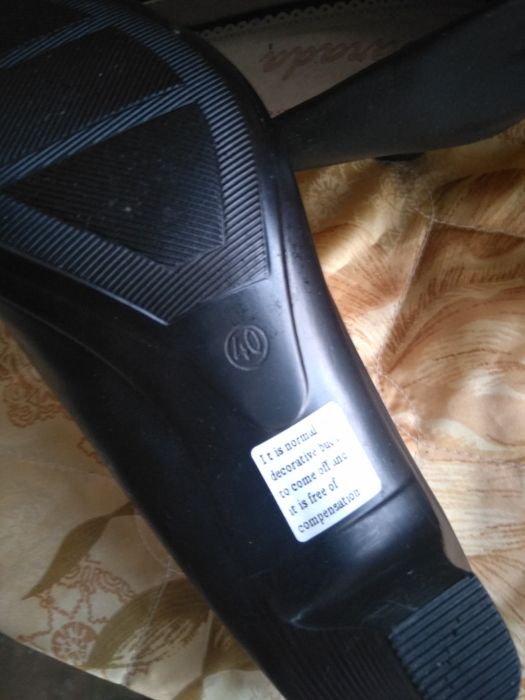 40
It is normal
decorative
to come off and
it is free of
compensation